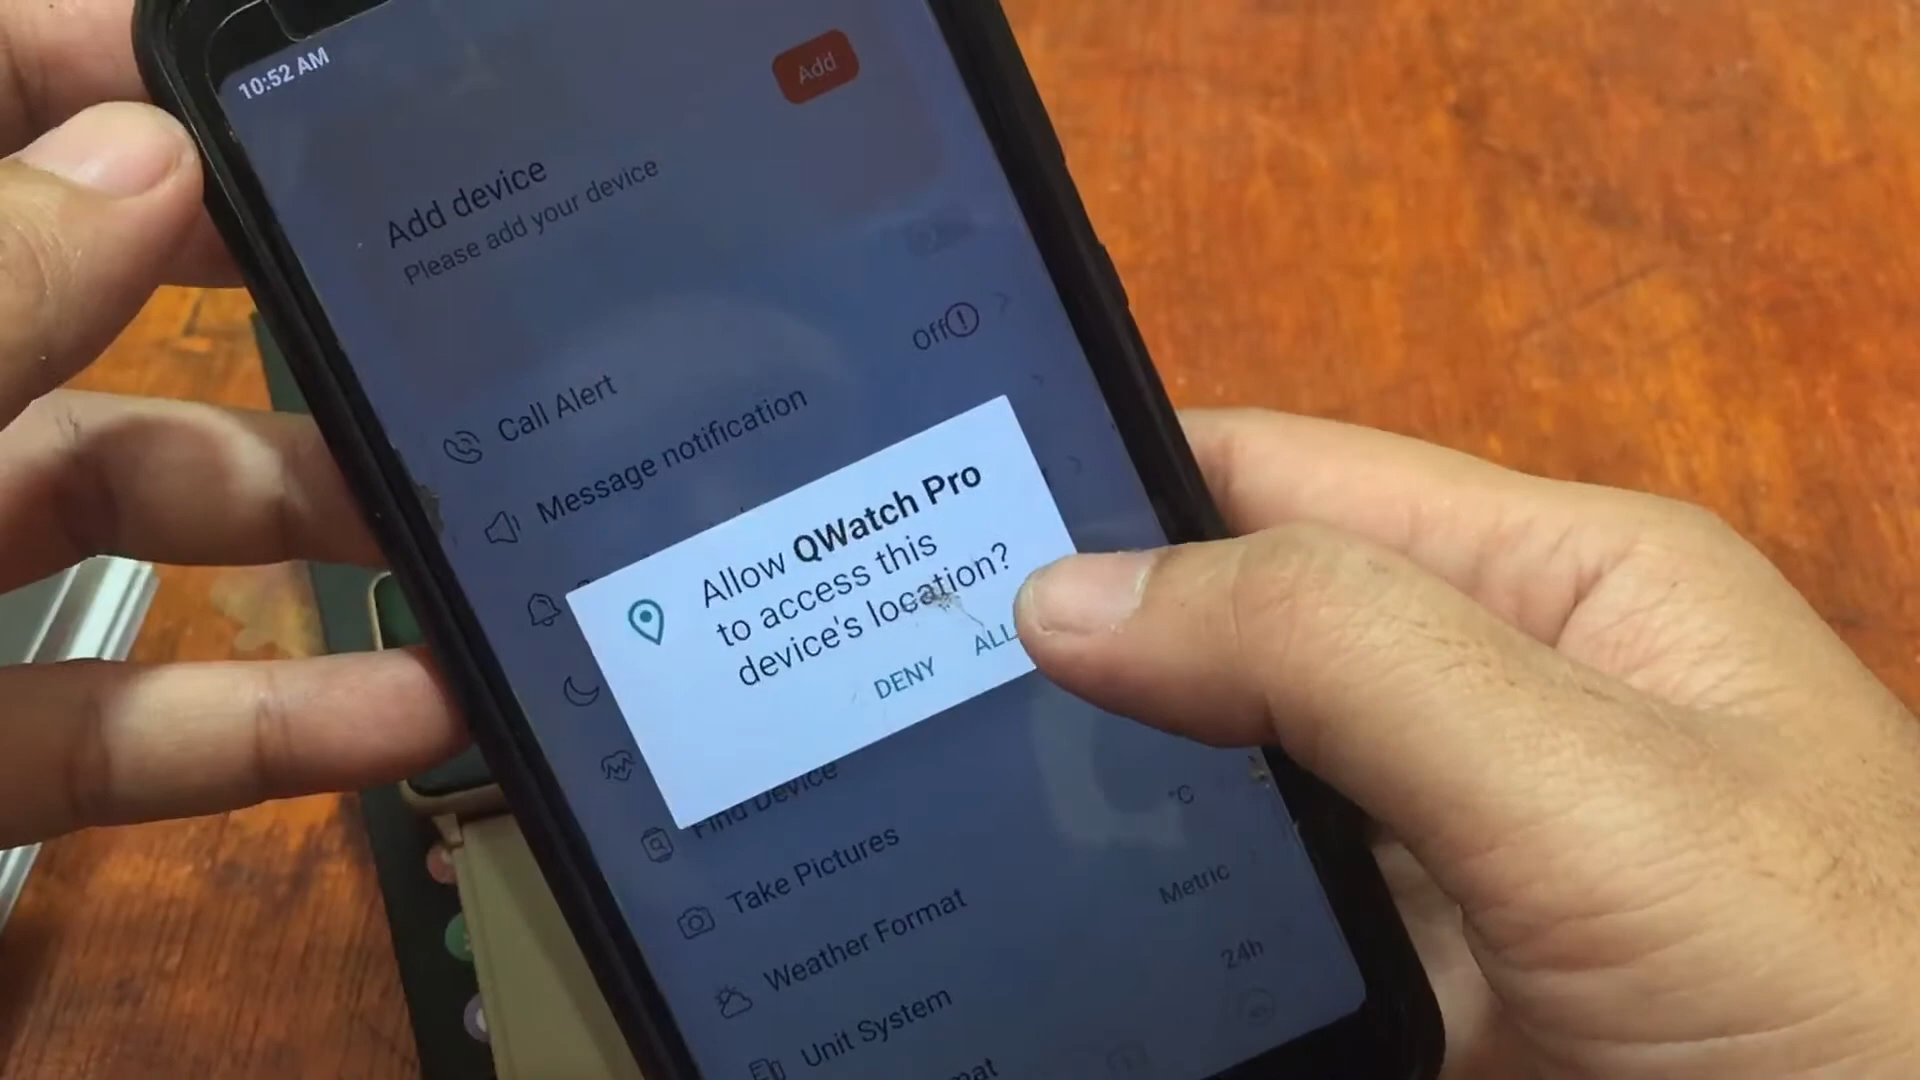 10:52 AM
Add
Add device
Please add your device
Call Alert
Off
Message notification
Allow QWatch Pro
to access this
device's location?
DENY ALL
Find Device
Take Pictures
Weather Format
°C
Unit System
Metric
24h